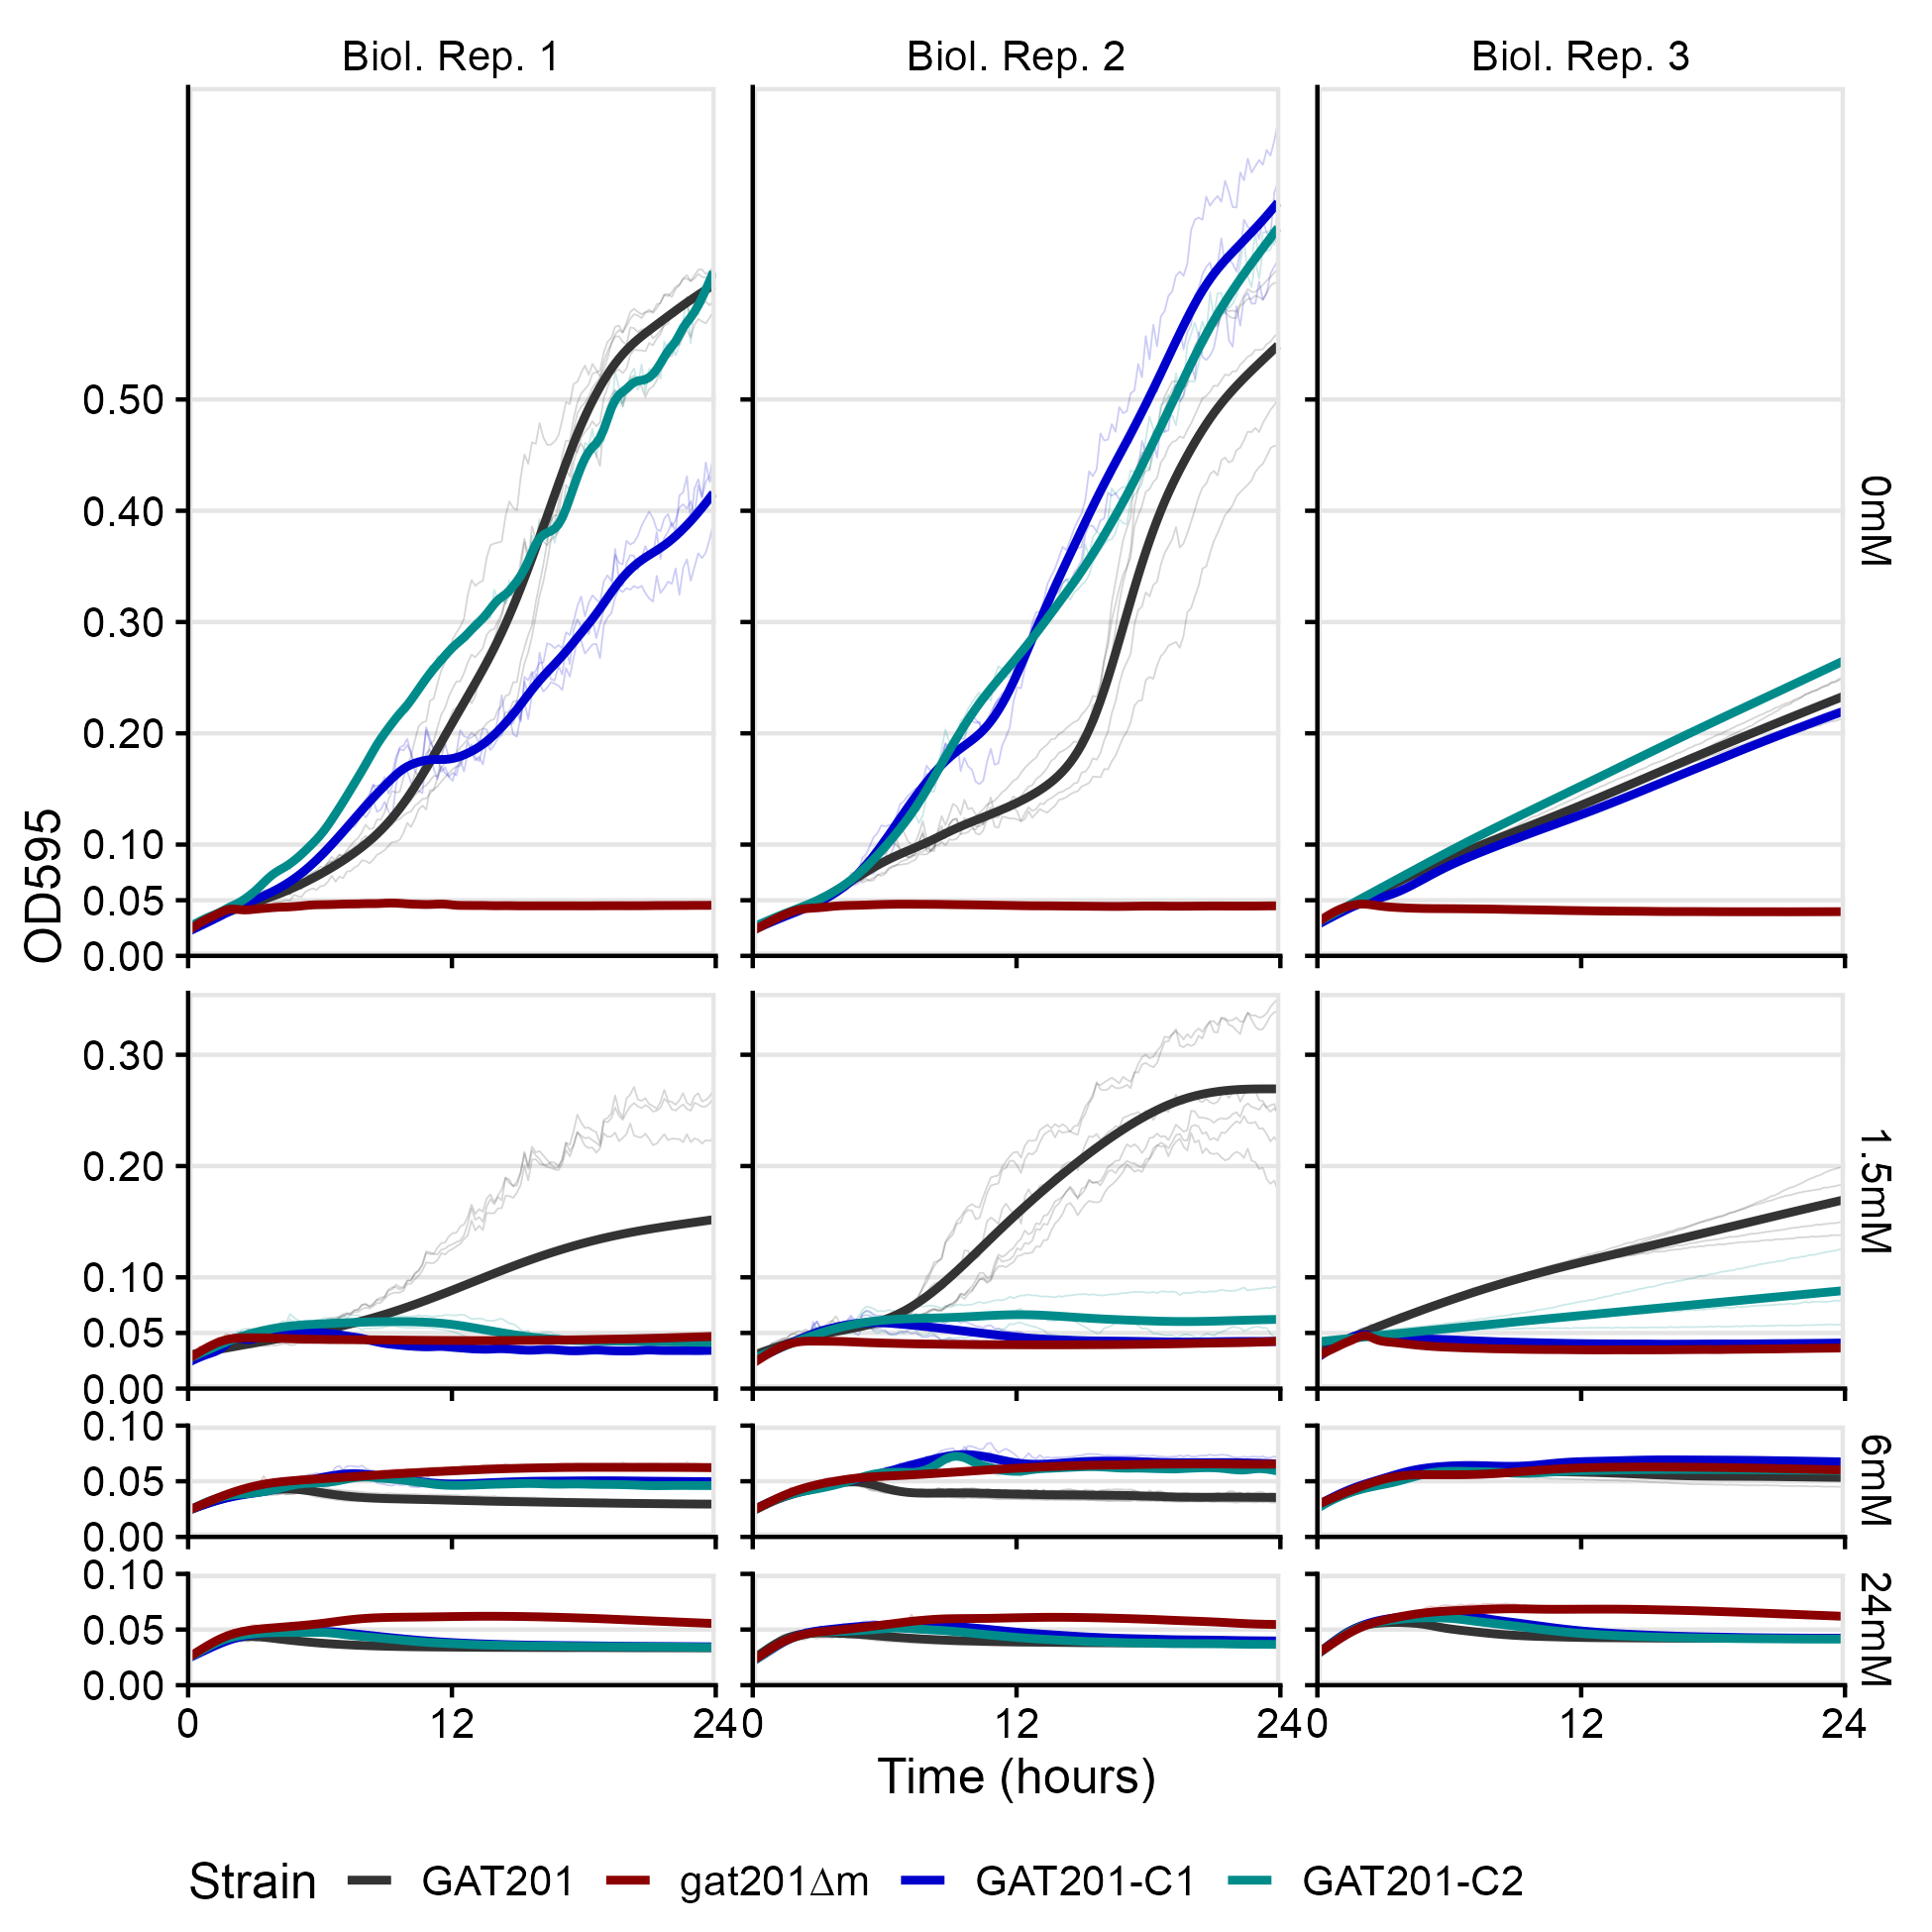 Biol. Rep. 1 Biol. Rep. 2 Biol. Rep. 3
0.50
0.40
0.30
0.20
0.10
0.05
0.00
0mM
OD595
0.30
0.20
0.10
0.05
0.00
1.5mM
0.10
0.05
0.00
6mM
0.10
0.05
0.00
24mM
0 12 24 0 12 24 0 12 24
Time (hours)
Strain GAT201 gat201Δm GAT201-C1 GAT201-C2